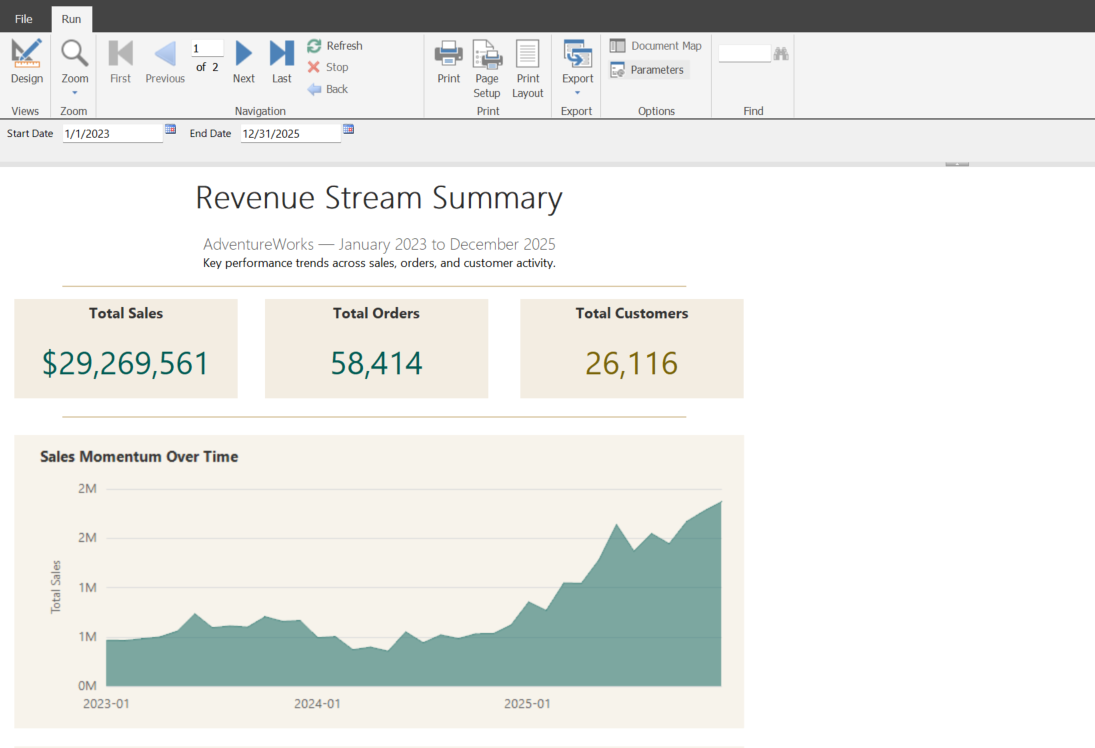 File Run
Design
Zoom
First
Previous
1
of 2
Next
Last
Refresh
Stop
Back
Print
Page Setup
Print Layout
Export
Document Map
Parameters
Views
Zoom
Navigation
Print
Export
Options
Find
Start Date 1/1/2023 End Date 12/31/2025
Revenue Stream Summary
AdventureWorks — January 2023 to December 2025
Key performance trends across sales, orders, and customer activity.
Total Sales
$29,269,561
Total Orders
58,414
Total Customers
26,116
Sales Momentum Over Time
2M
2M
1M
1M
0M
Total Sales
2023-01 2024-01 2025-01